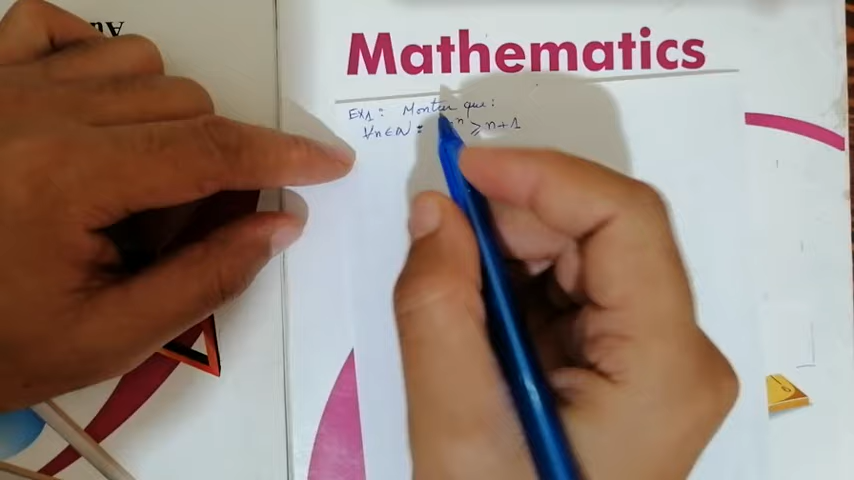 Mathematics
Ex1: Montrer que:
∀n∈ℕ: ⁿ ≥ n+1